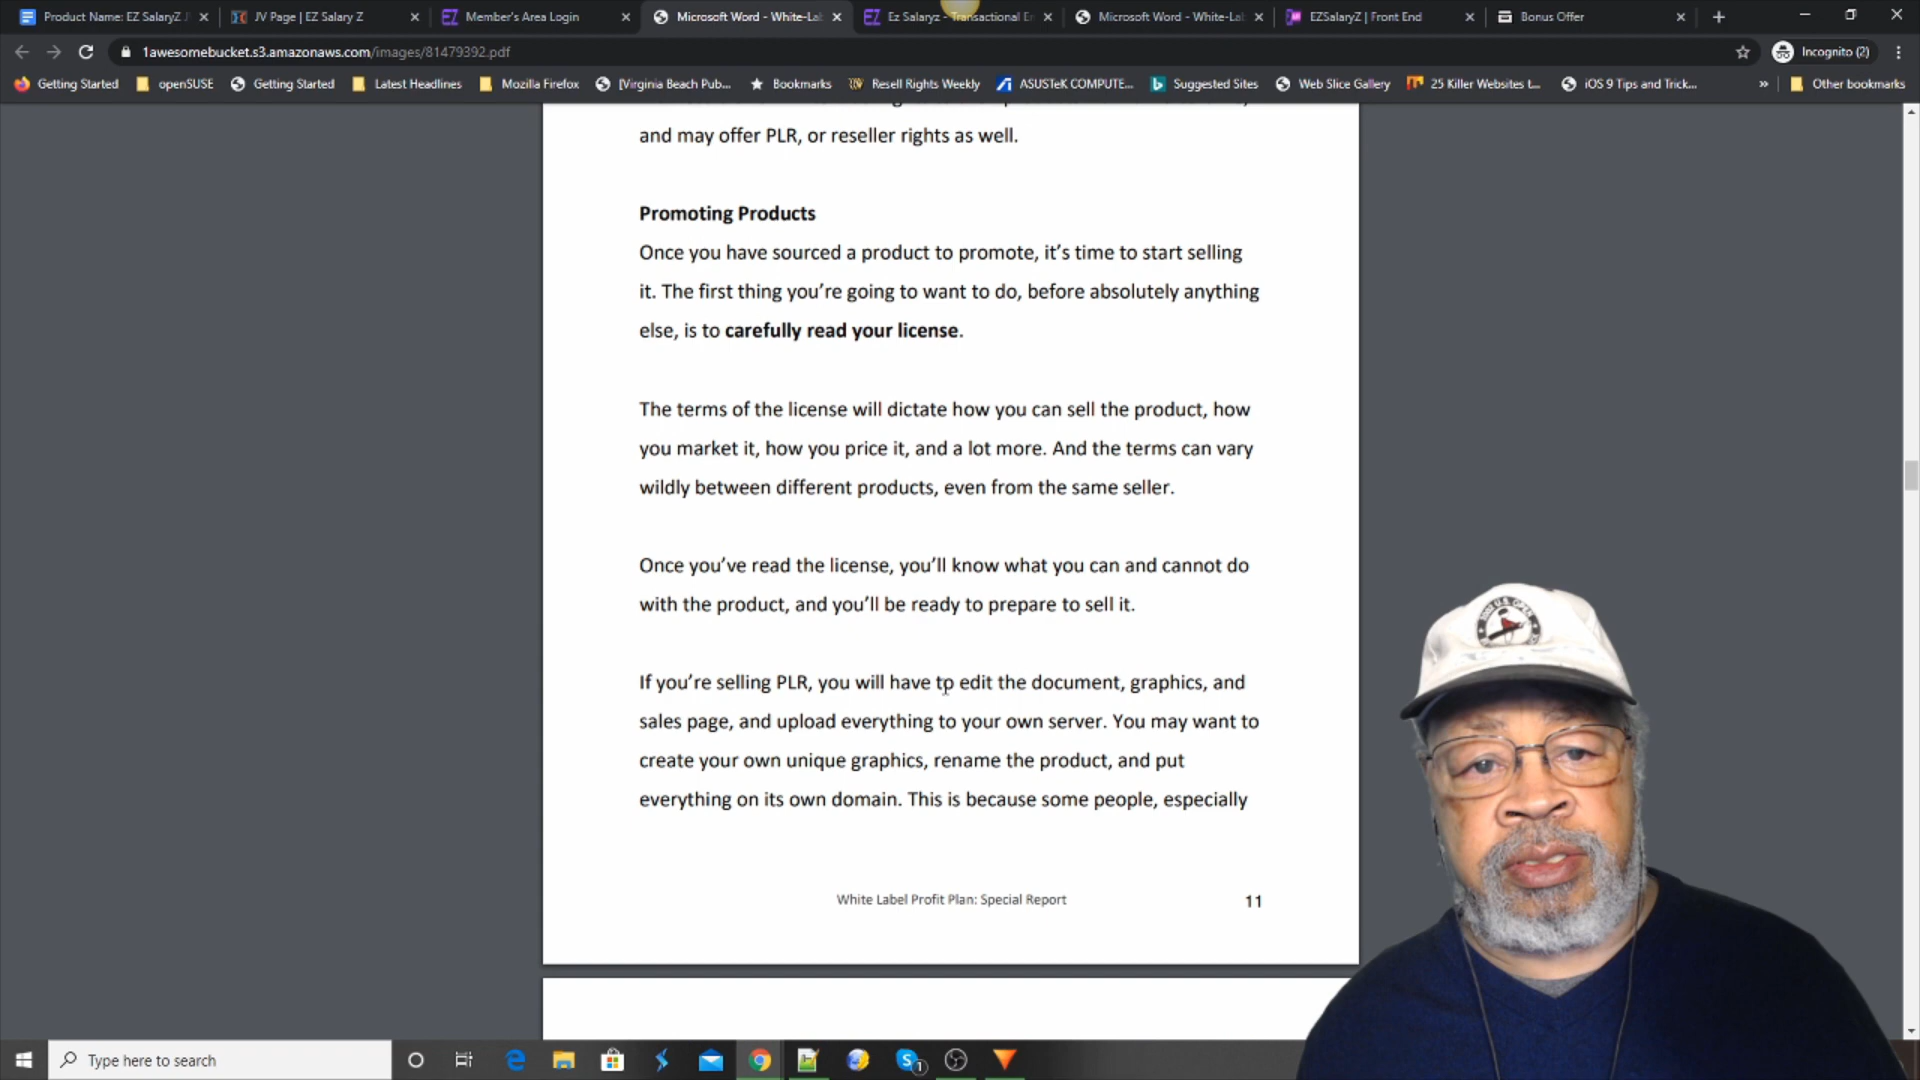 Product Name: EZ SalaryZ J
JV Page | EZ Salary Z
Member's Area Login
Microsoft Word - White-La
Ez Salaryz - Transactional E
Microsoft Word - White-La
EZSalaryZ | Front End
Bonus Offer
1awesomebucket.s3.amazonaws.com/images/81479392.pdf
Incognito (2)
Getting Started
openSUSE
Getting Started
Latest Headlines
Mozilla Firefox
[Virginia Beach Pub...
Bookmarks
Resell Rights Weekly
ASUSTeK COMPUTE...
Suggested Sites
Web Slice Gallery
25 Killer Websites t...
iOS 9 Tips and Trick...
»
Other bookmarks
and may offer PLR, or reseller rights as well.
Promoting Products
Once you have sourced a product to promote, it’s time to start selling
it. The first thing you’re going to want to do, before absolutely anything
else, is to carefully read your license.
The terms of the license will dictate how you can sell the product, how
you market it, how you price it, and a lot more. And the terms can vary
wildly between different products, even from the same seller.
Once you’ve read the license, you’ll know what you can and cannot do
with the product, and you’ll be ready to prepare to sell it.
If you’re selling PLR, you will have to edit the document, graphics, and
sales page, and upload everything to your own server. You may want to
create your own unique graphics, rename the product, and put
everything on its own domain. This is because some people, especially
White Label Profit Plan: Special Report
11
Type here to search